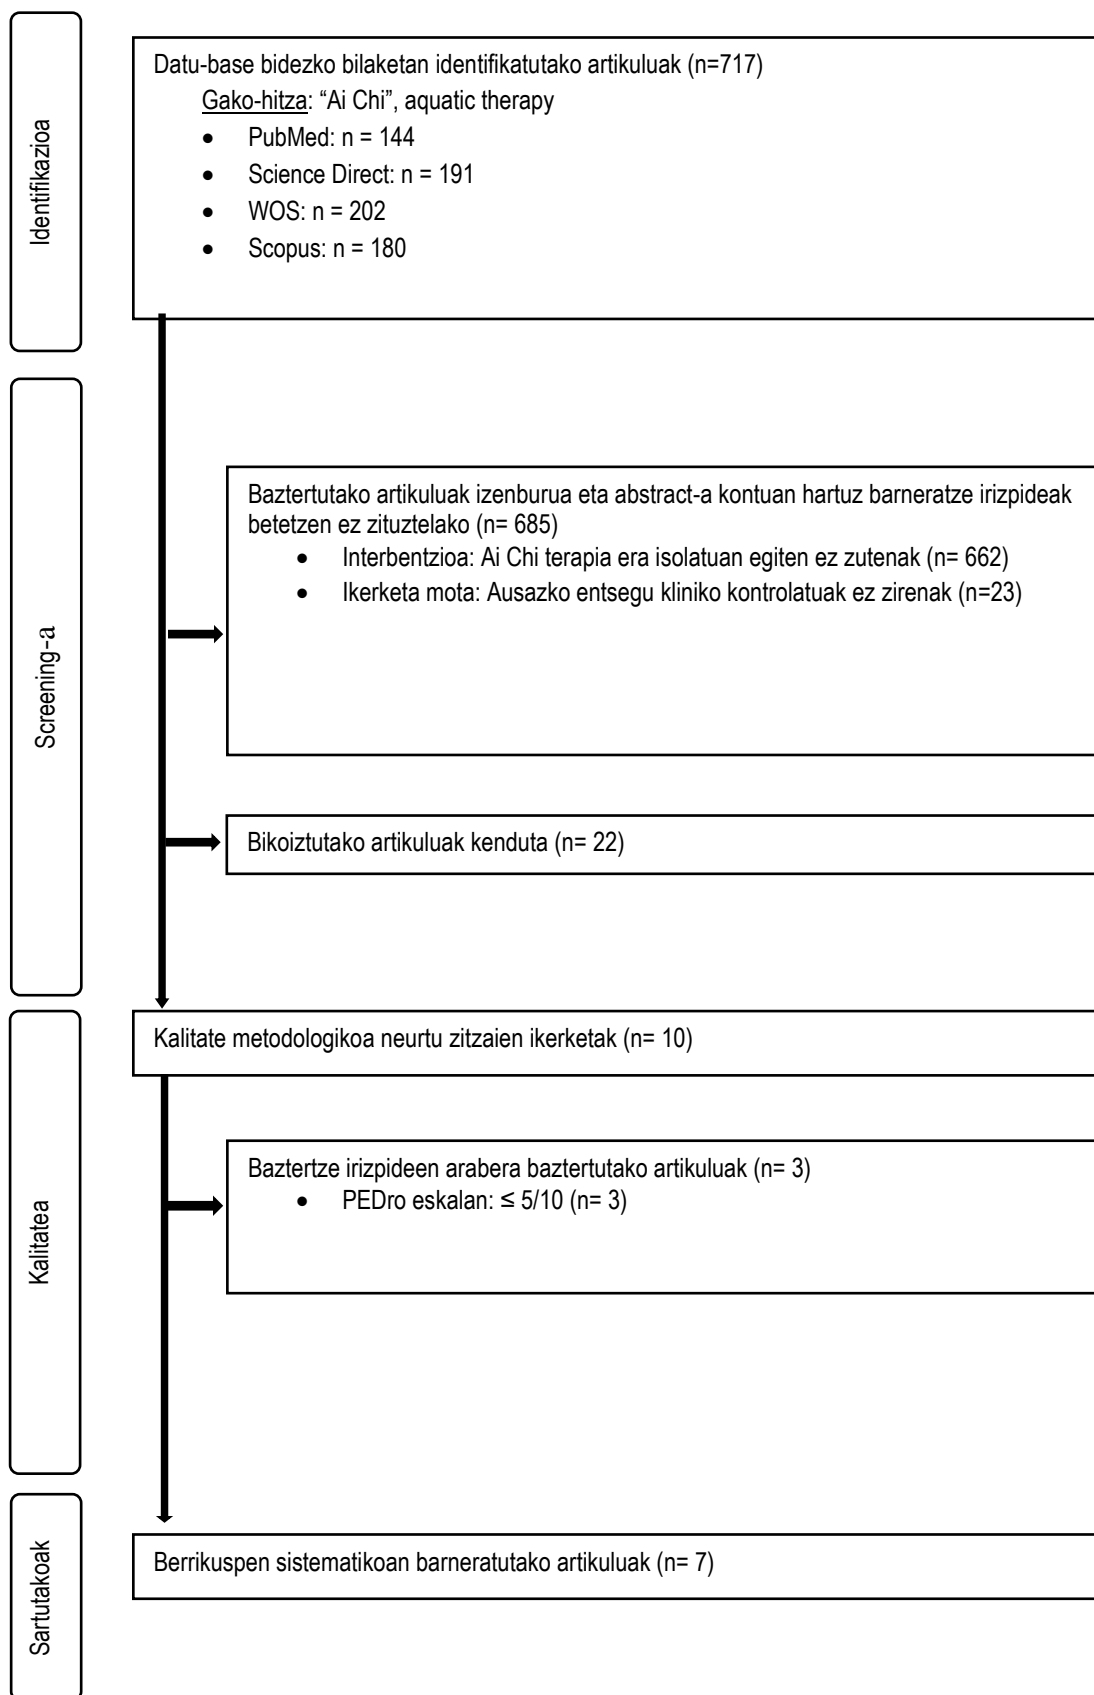 Identifikazioa
Datu-base bidezko bilaketan identifikatutako artikuluak (n=717)
Gako-hitza: “Ai Chi”, aquatic therapy
• PubMed: n = 144
• Science Direct: n = 191
• WOS: n = 202
• Scopus: n = 180
Screening-a
Baztertutako artikuluak izenburua eta abstract-a kontuan hartuz barneratze irizpideak
betetzen ez zituztelako (n= 685)
• Interbentzioa: Ai Chi terapia era isolatuan egiten ez zutenak (n= 662)
• Ikerketa mota: Ausazko entsegu kliniko kontrolatuak ez zirenak (n=23)
Bikoiztutako artikuluak kenduta (n= 22)
Kalitatea
Kalitate metodologikoa neurtu zitzaien ikerketak (n= 10)
Baztertze irizpideen arabera baztertutako artikuluak (n= 3)
• PEDro eskalan: ≤ 5/10 (n= 3)
Sartutakoak
Berrikuspen sistematikoan barneratutako artikuluak (n= 7)